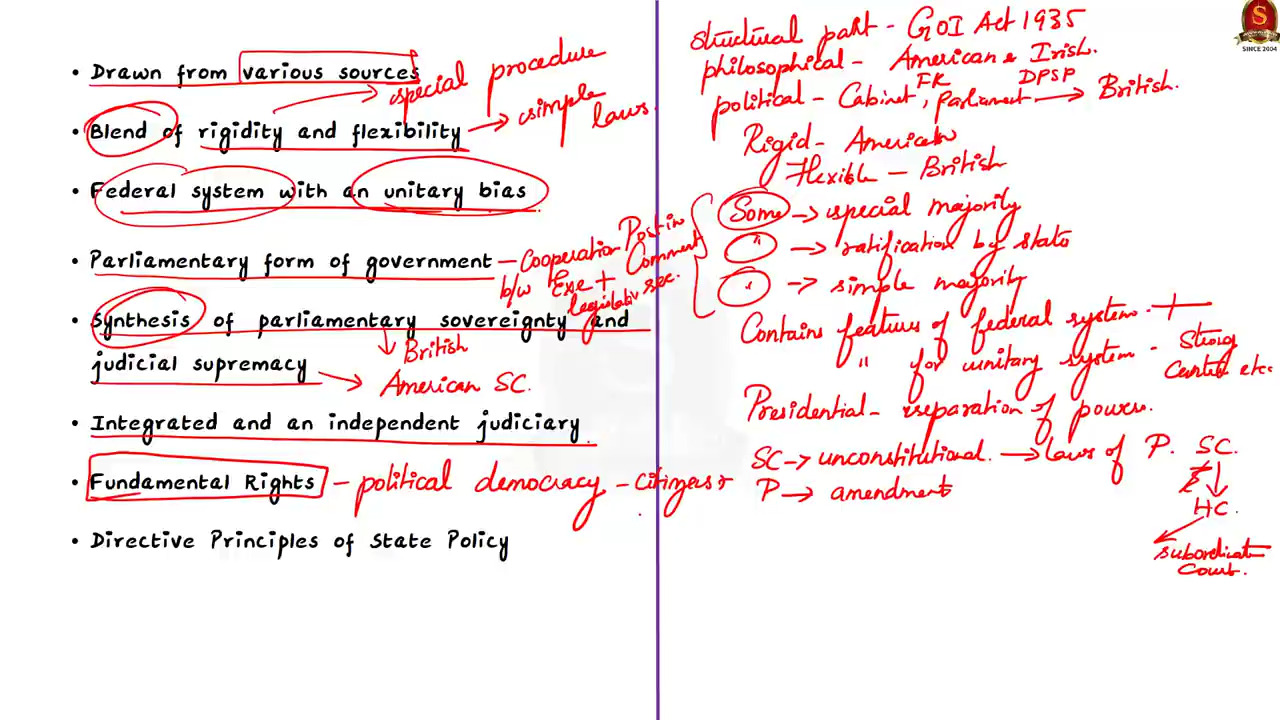 • Drawn from various sources
special procedure
• Blend of rigidity and flexibility → simple laws.
• Federal system with an unitary bias
• Parliamentary form of government – Cooperation
b/w Exe +
legislativ sec.
• Synthesis of parliamentary sovereignty and
British
judicial supremacy → American SC.
• Integrated and an independent judiciary
• Fundamental Rights – political democracy – citizens
• Directive Principles of State Policy
structural part - GOI Act 1935
philosophical - American & Irish.
FR DPSP
political - Cabinet, parliament → British.
Rigid - American
Flexible - British
Some → special majority
" → ratification by state
" → simple majority
Contains features of federal system -
" for unitary system - Strong
Centre etc.
Presidential - separation of powers.
SC → unconstitutional. → laws of P.
P → amendments
SC
HC.
subordinate
Court.
SINCE 2004